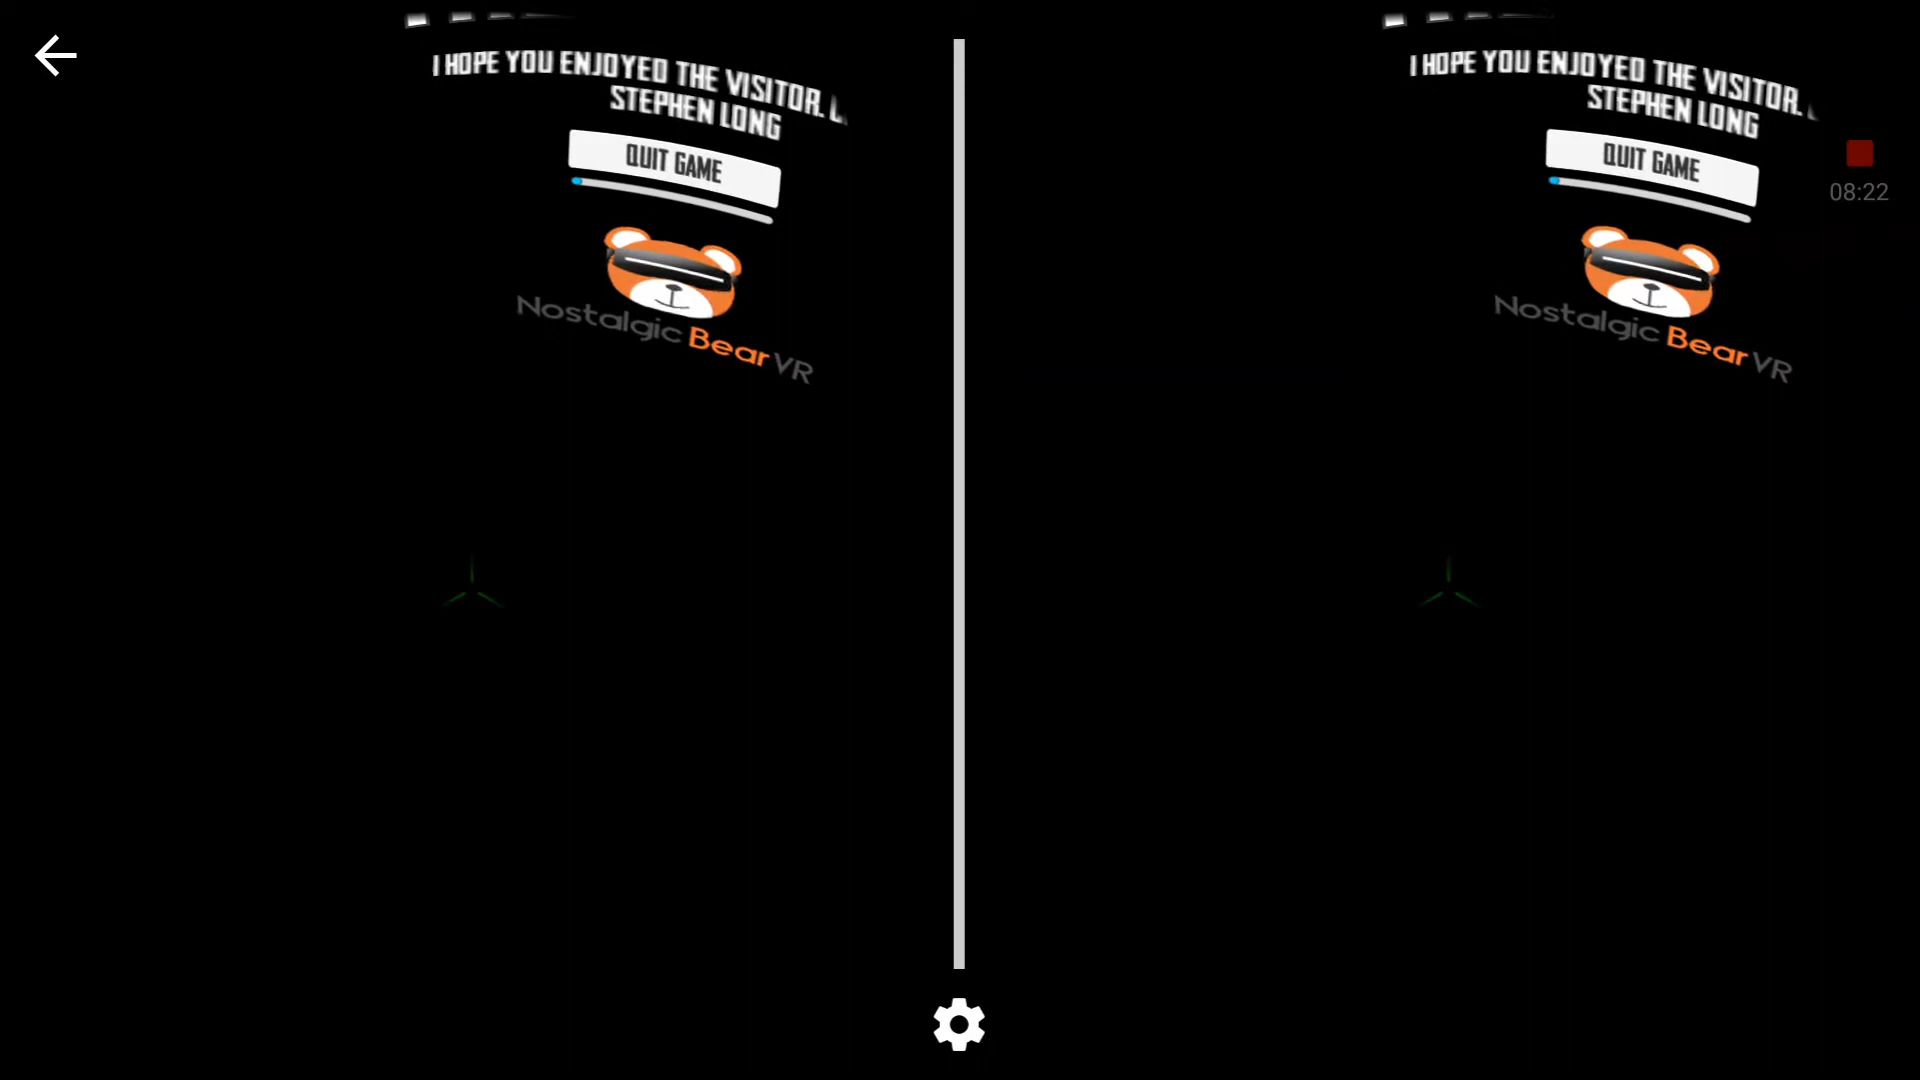 I HOPE YOU ENJOYED THE VISITOR.
STEPHEN LONG
QUIT GAME
Nostalgic Bear VR
I HOPE YOU ENJOYED THE VISITOR.
STEPHEN LONG
QUIT GAME
Nostalgic Bear VR
08:22